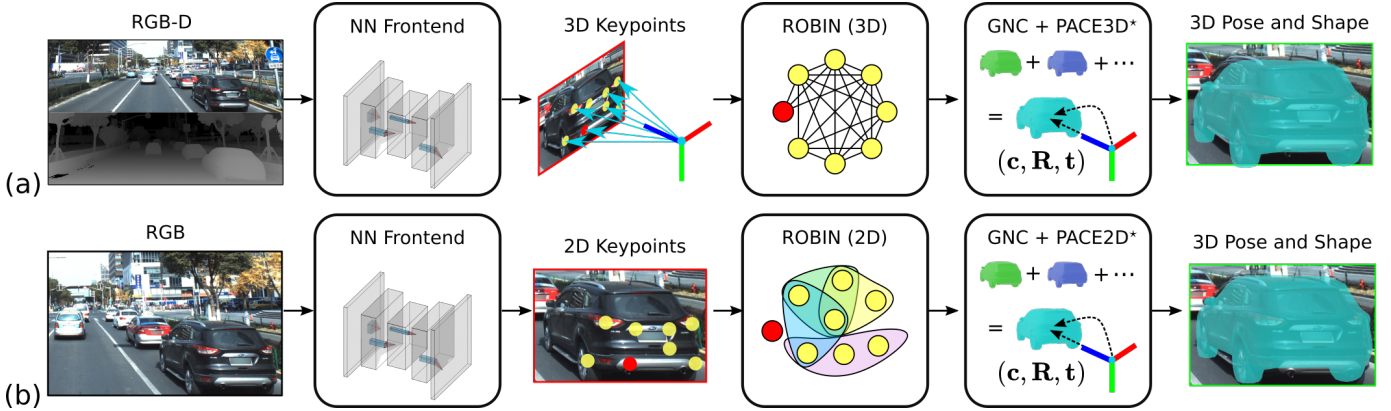 RGB-D
NN Frontend
3D Keypoints
ROBIN (3D)
GNC + PACE3D⋆
3D Pose and Shape
+ + ⋯
=
(c, R, t)
(a)
RGB
NN Frontend
2D Keypoints
ROBIN (2D)
GNC + PACE2D⋆
3D Pose and Shape
+ + ⋯
=
(c, R, t)
(b)